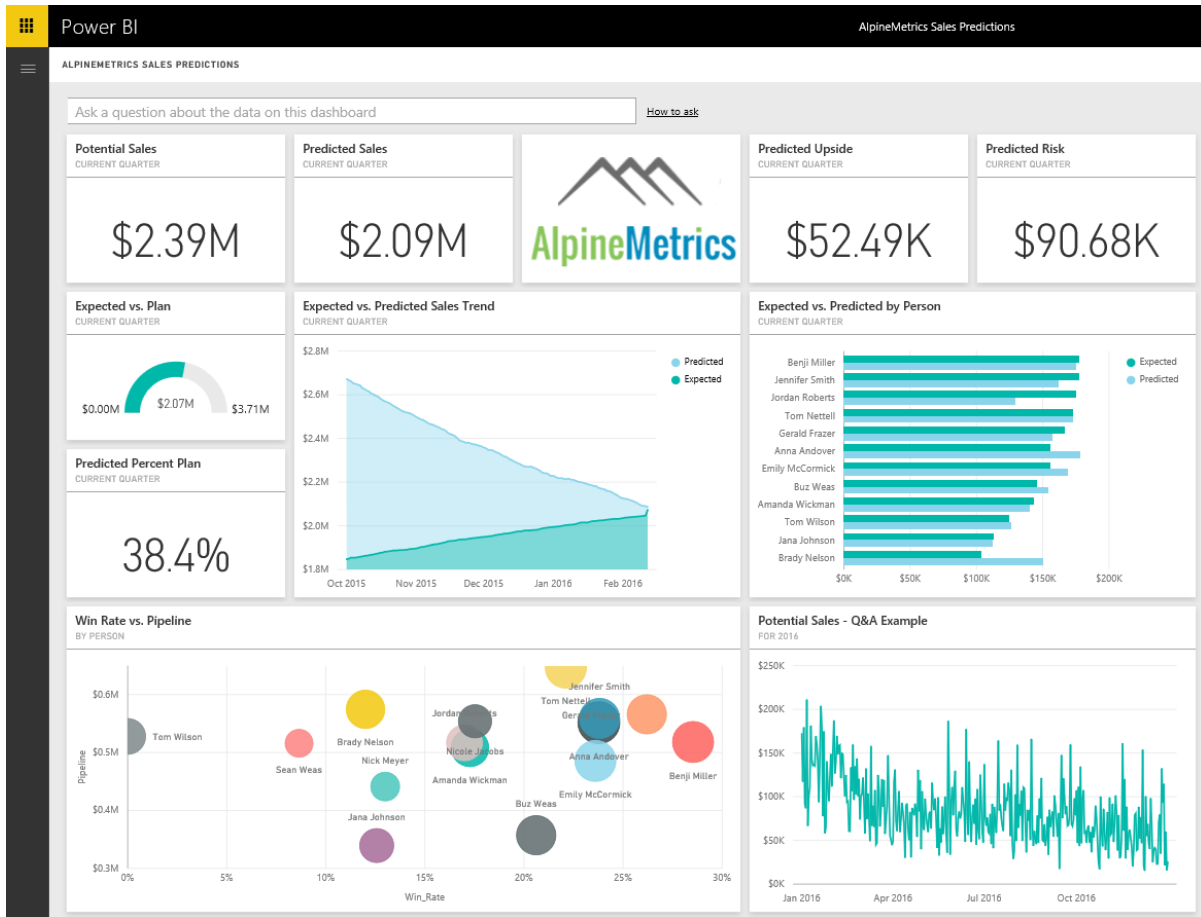 Power BI
AlpineMetrics Sales Predictions
ALPINEMETRICS SALES PREDICTIONS
Ask a question about the data on this dashboard
How to ask
Potential Sales
CURRENT QUARTER
$2.39M
Predicted Sales
CURRENT QUARTER
$2.09M
AlpineMetrics
Predicted Upside
CURRENT QUARTER
$52.49K
Predicted Risk
CURRENT QUARTER
$90.68K
Expected vs. Plan
CURRENT QUARTER
$0.00M
$2.07M
$3.71M
Predicted Percent Plan
CURRENT QUARTER
38.4%
Expected vs. Predicted Sales Trend
CURRENT QUARTER
$2.8M
$2.6M
$2.4M
$2.2M
$2.0M
$1.8M
Oct 2015 Nov 2015 Dec 2015 Jan 2016 Feb 2016
Predicted
Expected
Expected vs. Predicted by Person
CURRENT QUARTER
Benji Miller
Jennifer Smith
Jordan Roberts
Tom Nettell
Gerald Frazer
Anna Andover
Emily McCormick
Buz Weas
Amanda Wickman
Tom Wilson
Jana Johnson
Brady Nelson
$0K $50K $100K $150K $200K
Expected
Predicted
Win Rate vs. Pipeline
BY PERSON
Pipeline
$0.6M
$0.5M
$0.4M
$0.3M
0% 5% 10% 15% 20% 25% 30%
Win_Rate
Jennifer Smith
Tom Nettell
Tom Wilson
Brady Nelson
Nicole Jacobs
Anna Andover
Nick Meyer
Sean Weas
Amanda Wickman
Benji Miller
Emily McCormick
Buz Weas
Jana Johnson
Potential Sales - Q&A Example
FOR 2016
$250K
$200K
$150K
$100K
$50K
$0K
Jan 2016 Apr 2016 Jul 2016 Oct 2016